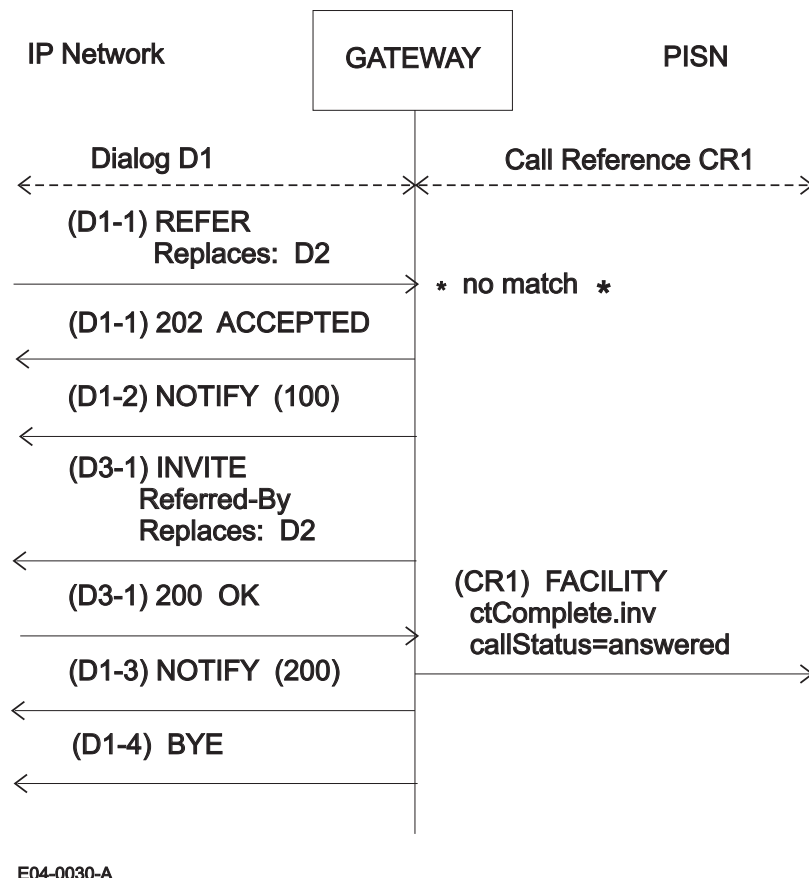 IP Network
GATEWAY
PISN
Dialog D1
Call Reference CR1
(D1-1) REFER
Replaces: D2
* no match *
(D1-1) 202 ACCEPTED
(D1-2) NOTIFY (100)
(D3-1) INVITE
Referred-By
Replaces: D2
(D3-1) 200 OK
(CR1) FACILITY
ctComplete.inv
callStatus=answered
(D1-3) NOTIFY (200)
(D1-4) BYE
E04-0030-A